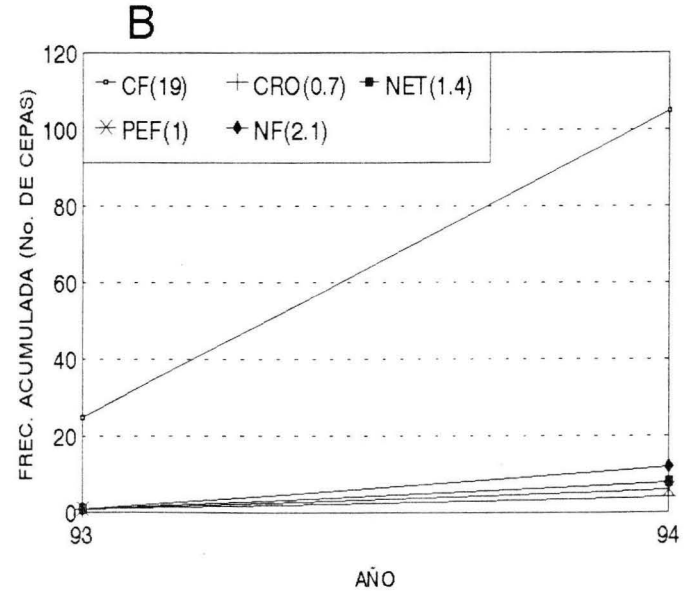 B
FREC. ACUMULADA (No. DE CEPAS)
120
100
80
60
40
20
0
CF(19) CRO(0.7) NET(1.4)
PEF(1) NF(2.1)
93 94
AÑO